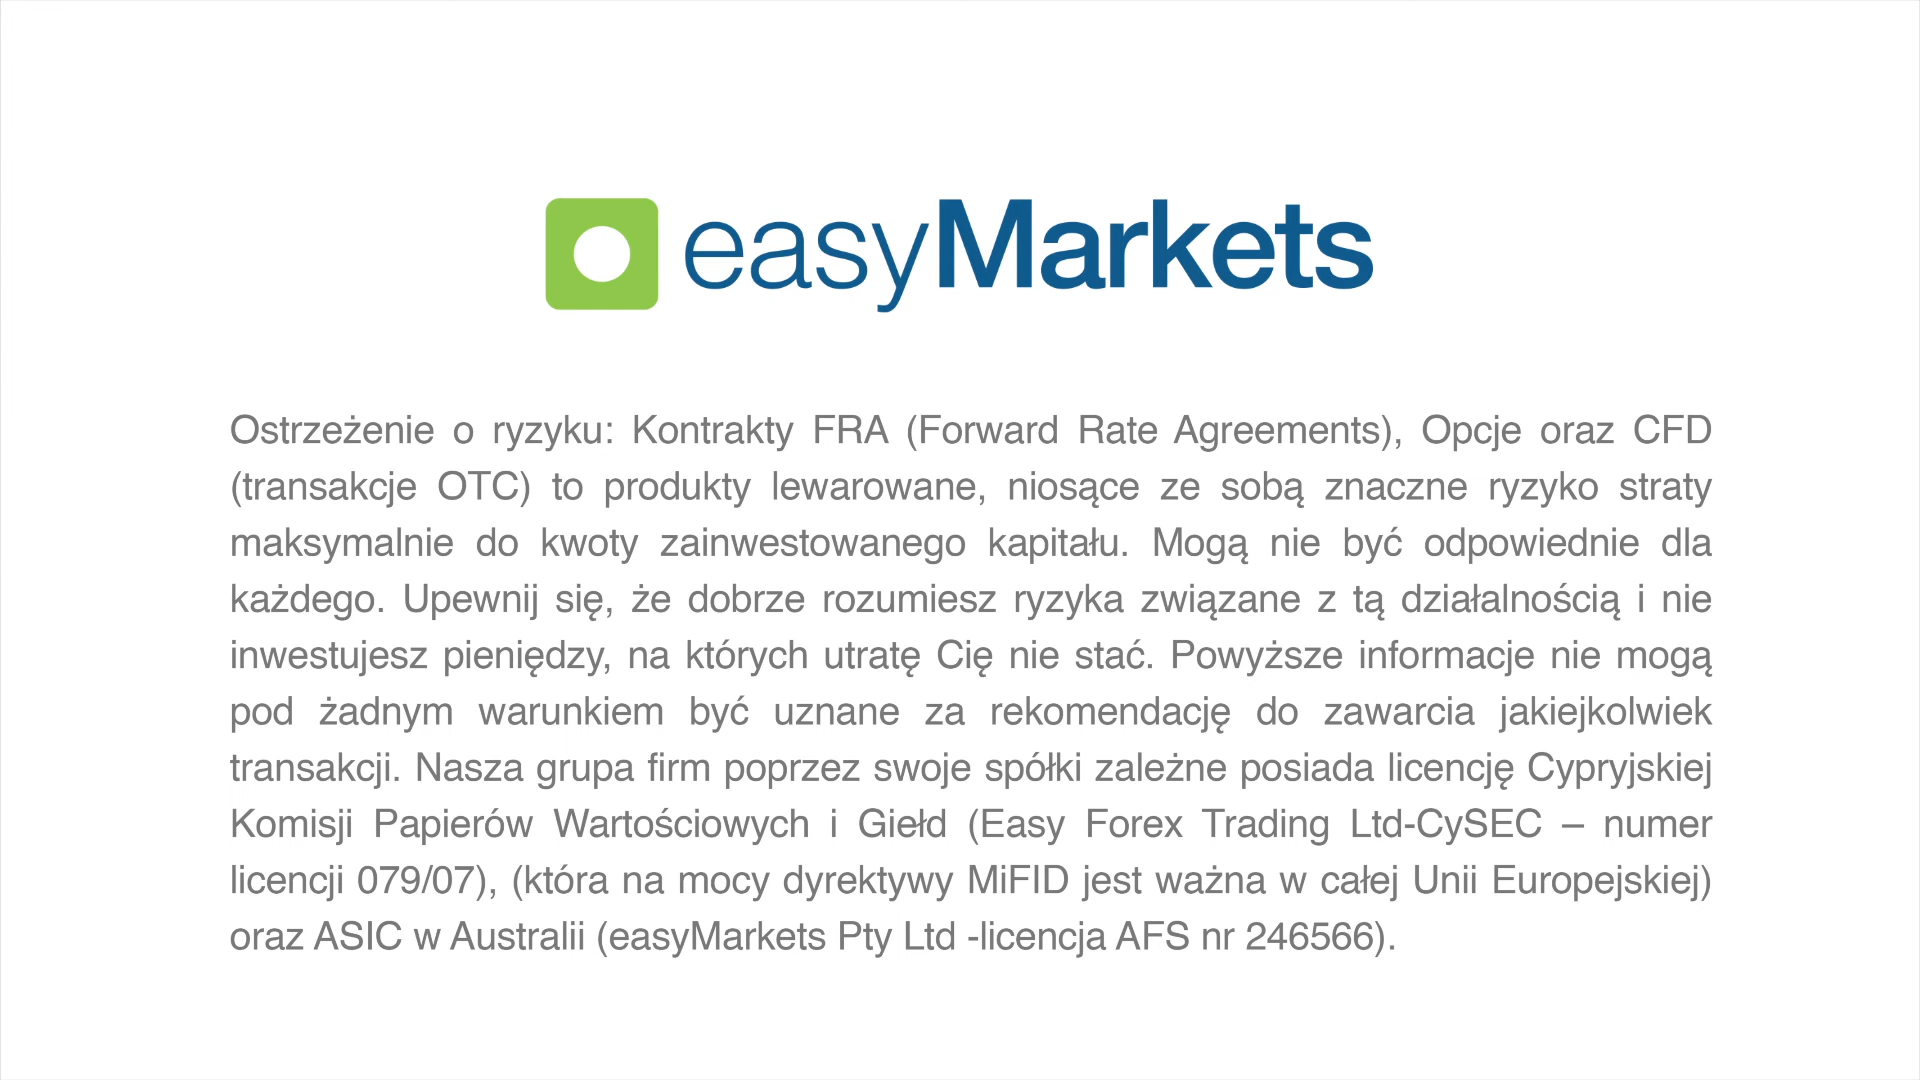 easyMarkets
Ostrzeżenie o ryzyku: Kontrakty FRA (Forward Rate Agreements), Opcje oraz CFD
(transakcje OTC) to produkty lewarowane, niosące ze sobą znaczne ryzyko straty
maksymalnie do kwoty zainwestowanego kapitału. Mogą nie być odpowiednie dla
każdego. Upewnij się, że dobrze rozumiesz ryzyka związane z tą działalnością i nie
inwestujesz pieniędzy, na których utratę Cię nie stać. Powyższe informacje nie mogą
pod żadnym warunkiem być uznane za rekomendację do zawarcia jakiejkolwiek
transakcji. Nasza grupa firm poprzez swoje spółki zależne posiada licencję Cypryjskiej
Komisji Papierów Wartościowych i Giełd (Easy Forex Trading Ltd-CySEC – numer
licencji 079/07), (która na mocy dyrektywy MiFID jest ważna w całej Unii Europejskiej)
oraz ASIC w Australii (easyMarkets Pty Ltd -licencja AFS nr 246566).